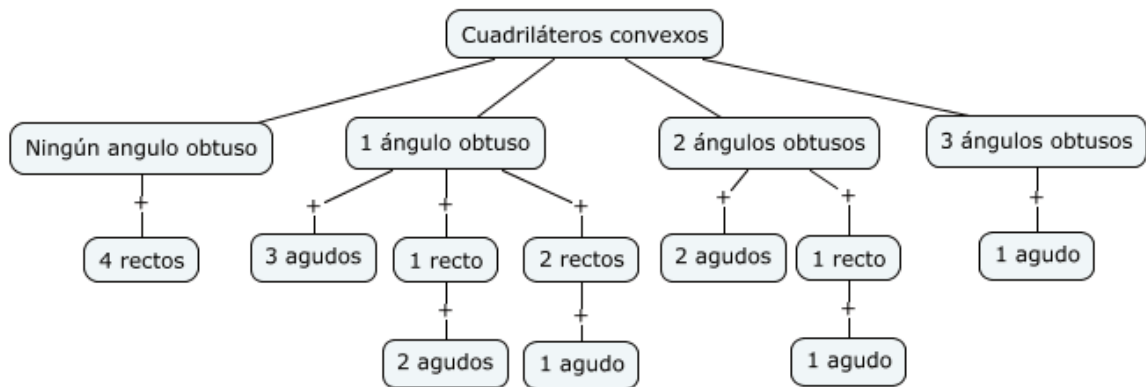 Cuadriláteros convexos
Ningún angulo obtuso
1 ángulo obtuso
2 ángulos obtusos
3 ángulos obtusos
+
+
+
+
+
+
+
4 rectos
3 agudos
1 recto
2 rectos
2 agudos
1 recto
1 agudo
+
+
+
2 agudos
1 agudo
1 agudo